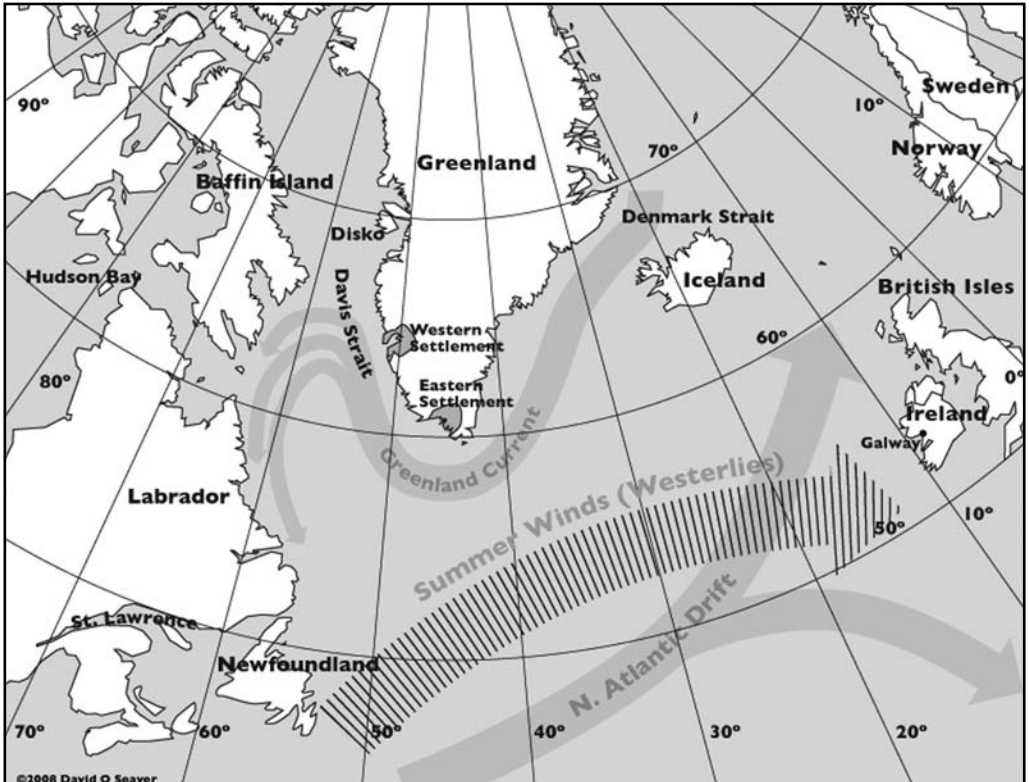 Sweden
90°
10°
Norway
70°
Greenland
Baffin Island
Denmark Strait
Disko
Hudson Bay
Iceland
British Isles
Davis Strait
Western
Settlement
60°
80°
0°
Eastern
Settlement
Ireland
Galway
Greenland Current
Summer Winds (Westerlies)
Labrador
10°
50°
St. Lawrence
N. Atlantic Drift
Newfoundland
70°
60°
50°
40°
30°
20°
©2008 David O Seaver